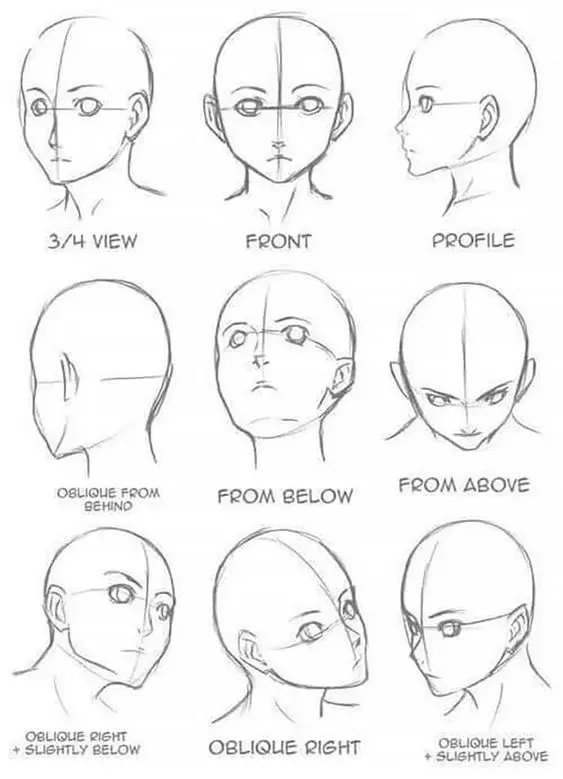 3/4 VIEW
FRONT
PROFILE
OBLIQUE FROM
BEHIND
FROM BELOW
FROM ABOVE
OBLIQUE RIGHT
+ SLIGHTLY BELOW
OBLIQUE RIGHT
OBLIQUE LEFT
+ SLIGHTLY ABOVE